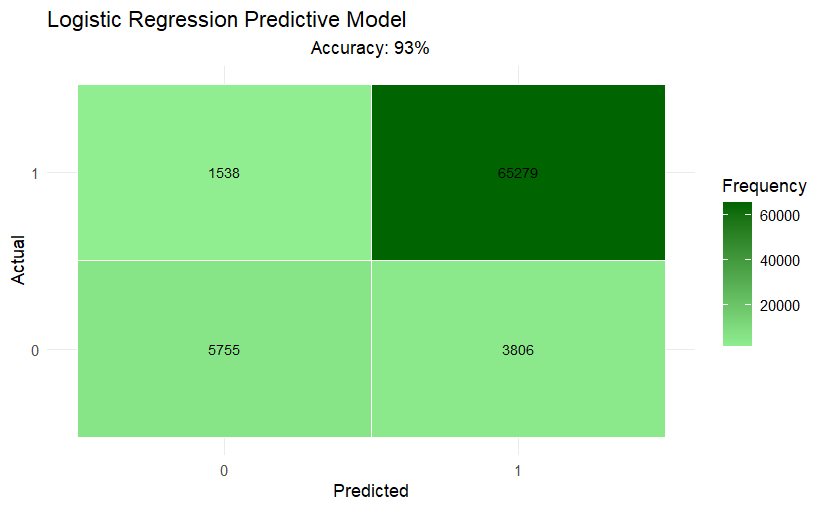 Logistic Regression Predictive Model
Accuracy: 93%
1538
65279
Frequency
60000
40000
20000
1
0
Actual
5755
3806
0
1
Predicted